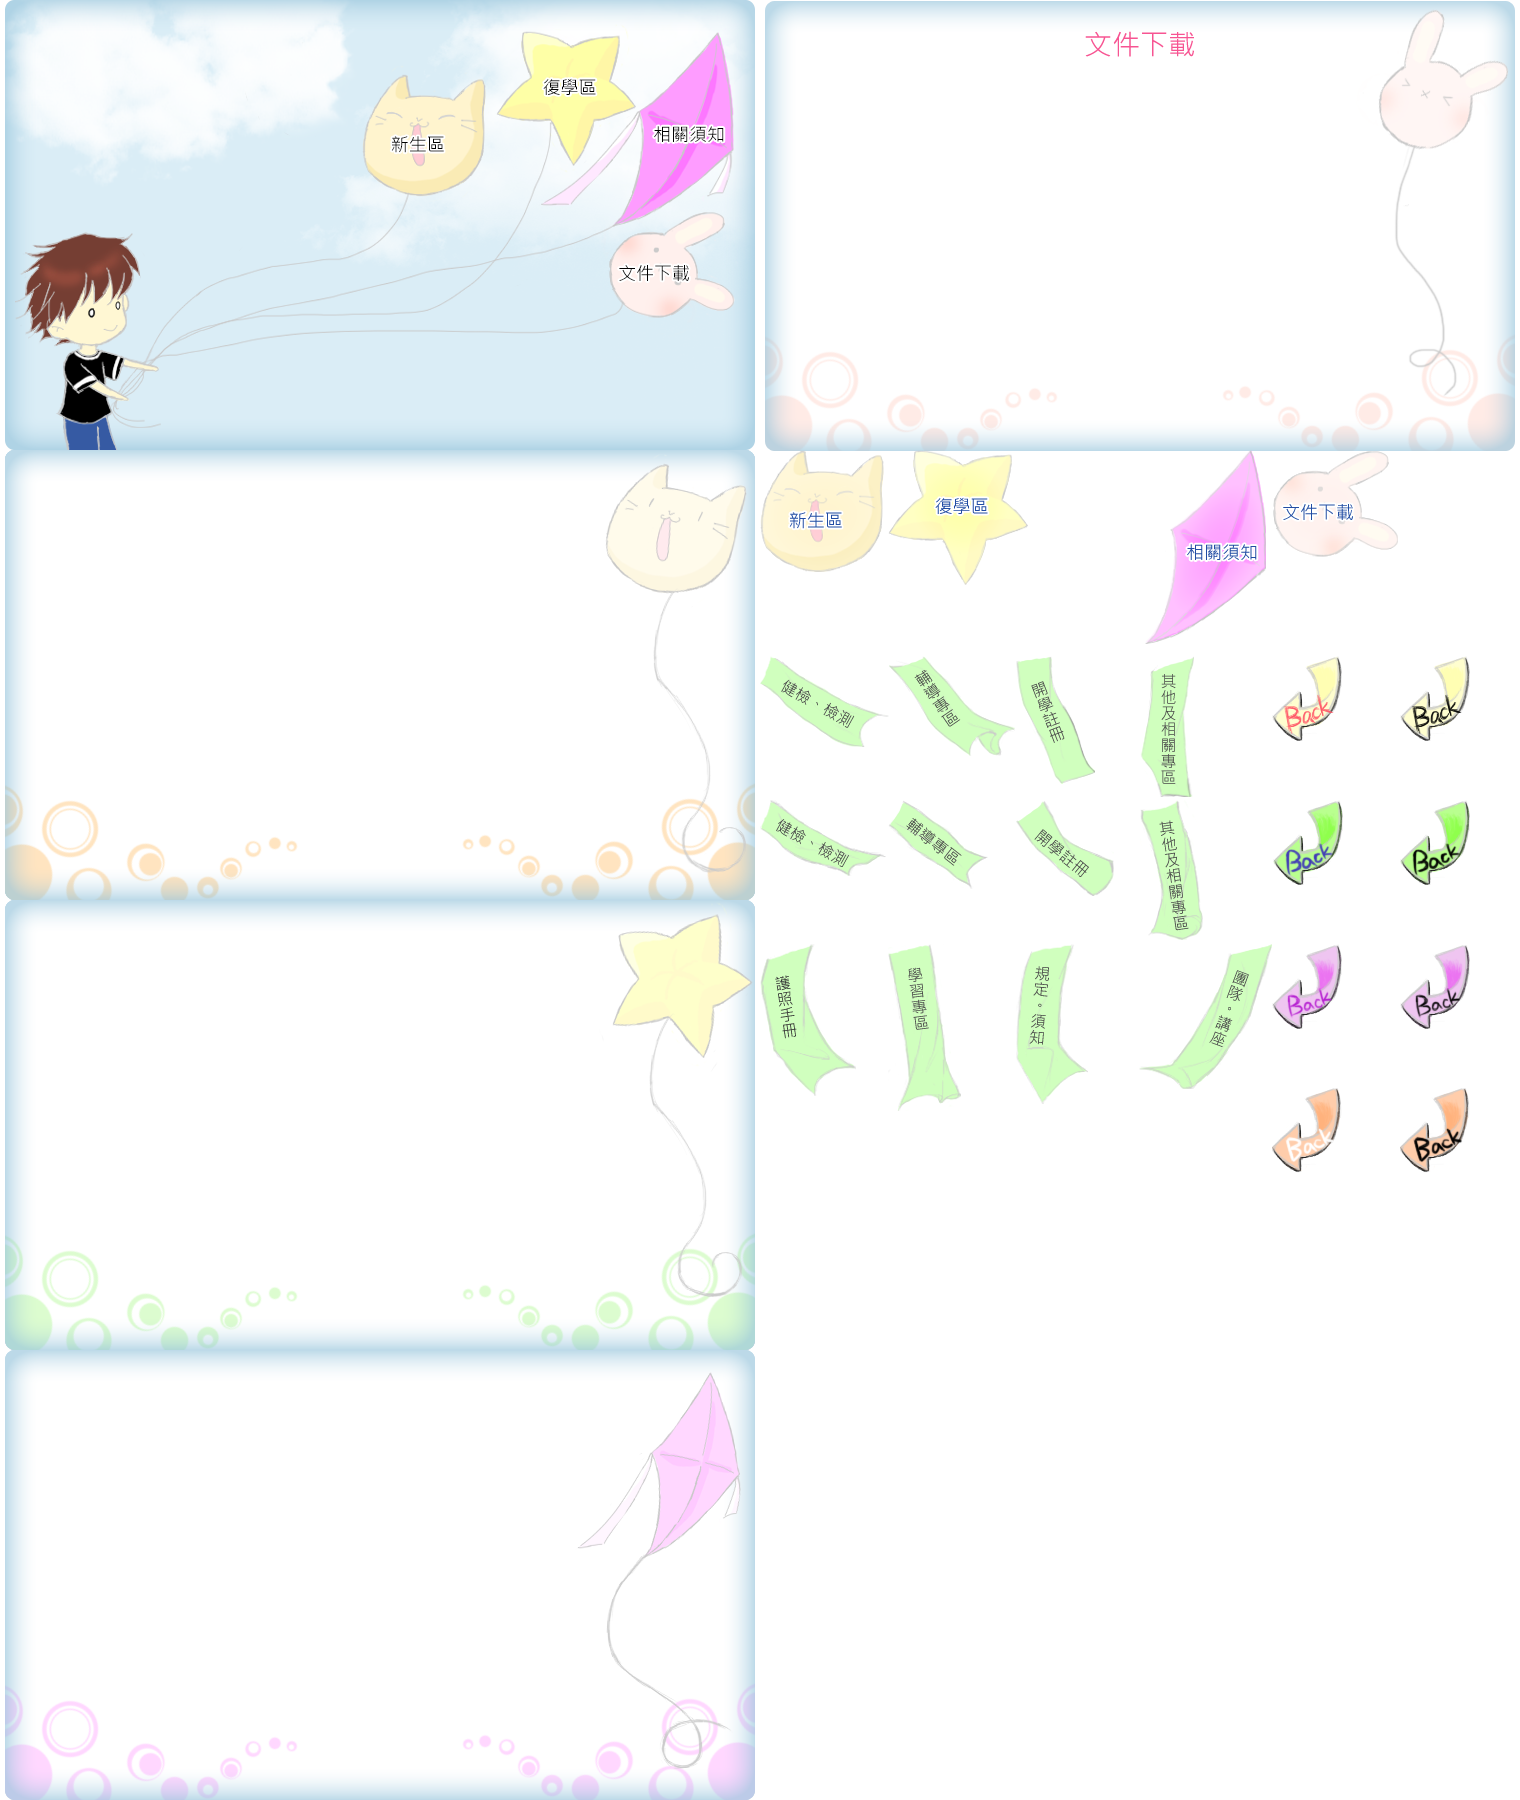 復學區
新生區
相關須知
文件下載
文件下載
新生區
復學區
相關須知
文件下載
健檢、檢測
輔導專區
開學註冊
其他及相關專區
Back
Back
健檢、檢測
輔導專區
開學註冊
其他及相關專區
Back
Back
護照手冊
學習專區
規定。須知
團隊。講座
Back
Back
Back
Back